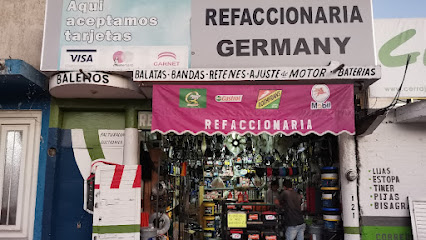 Aquí
aceptamos
tarjetas
VISA
CARNET
REFACCIONARIA
GERMANY
BALEROS
BALATAS-BANDAS-RETENES-AJUSTE de MOTOR - BATERIAS
Castrol
Mobil
REFACCIONARIA
LIJAS
ESTOPA
TINER
PIJAS
BISAGR